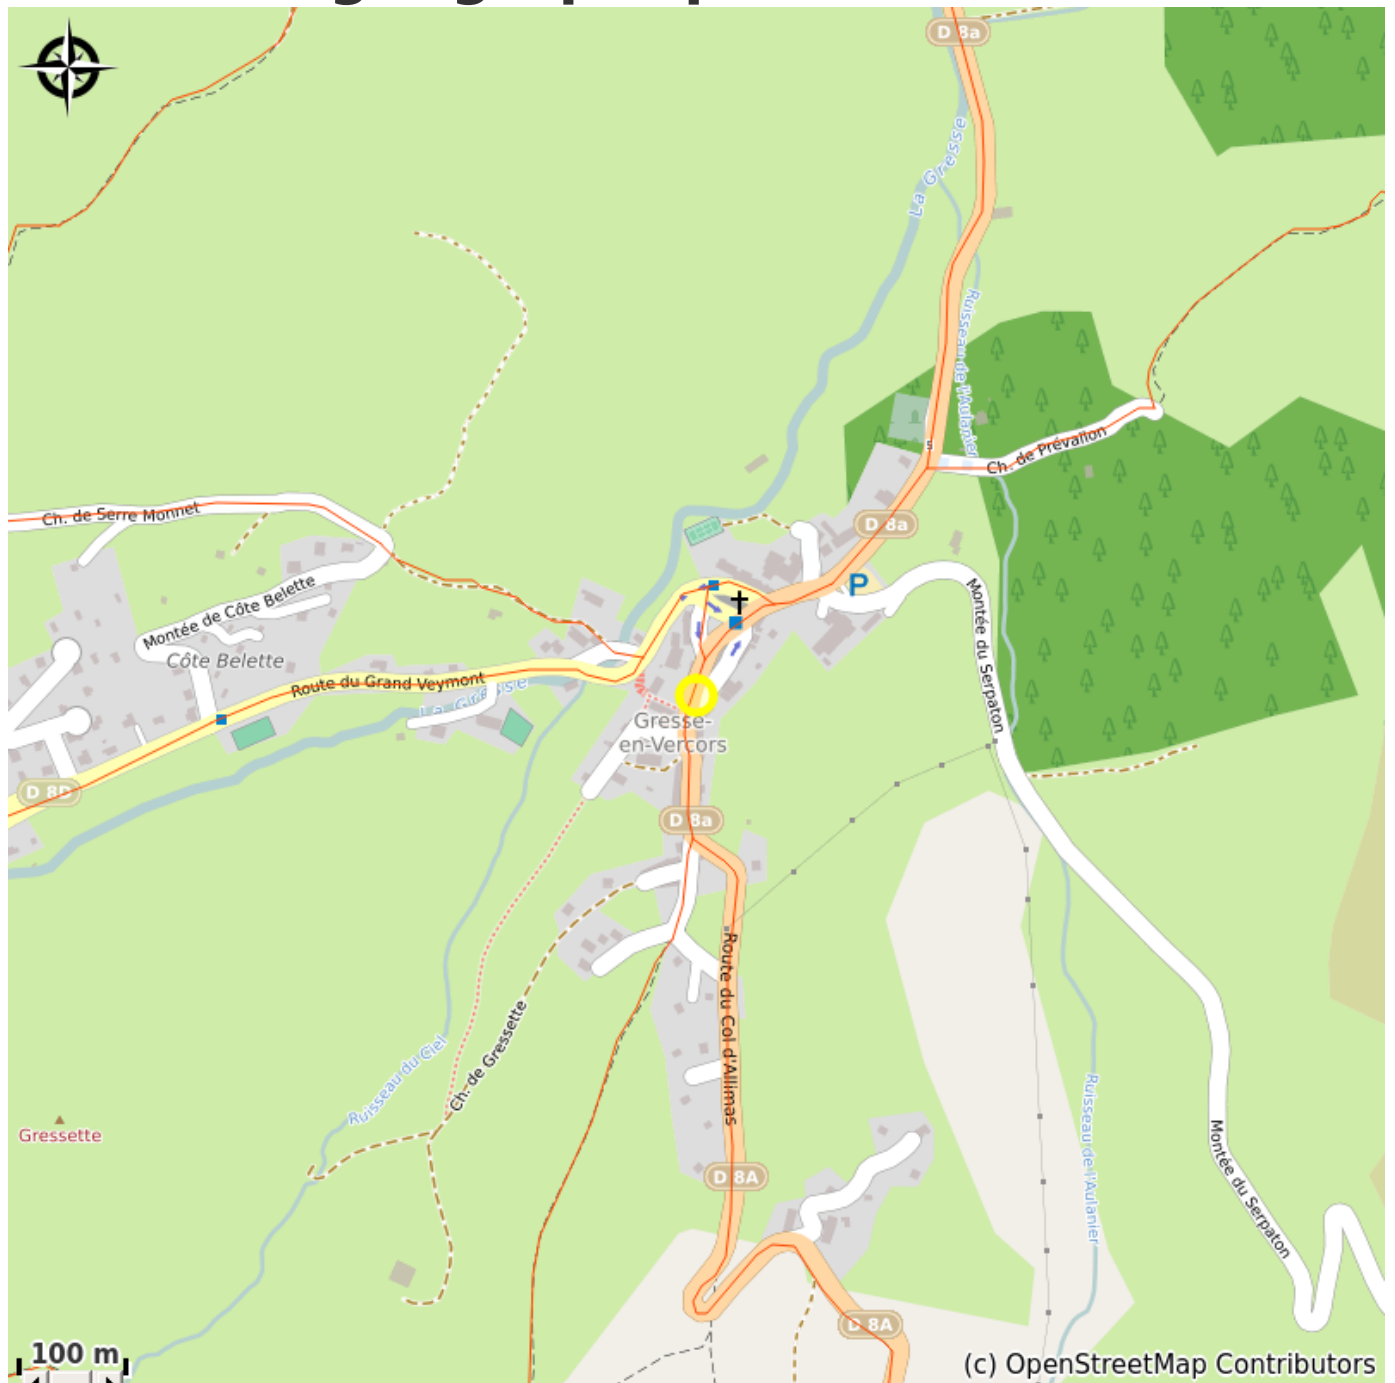 D 8a
La Gresse
Ruisseau de l'Aulanier
Ch. de Prévallon
Ch. de Serre Monnet
D 8a
P
Montée de Côte Belette
Montée du Serpaton
Côte Belette
Route du Grand Veymont
La Gresse
Gresse-
en-Vercors
D 8D
D 8a
Route du Col d'Allimas
Ch. de Gressette
Ruisseau du Ciel
Gressette
Ruisseau de l'Aulanier
Montée du Serpaton
D 8A
D 8A
100 m
(c) OpenStreetMap Contributors